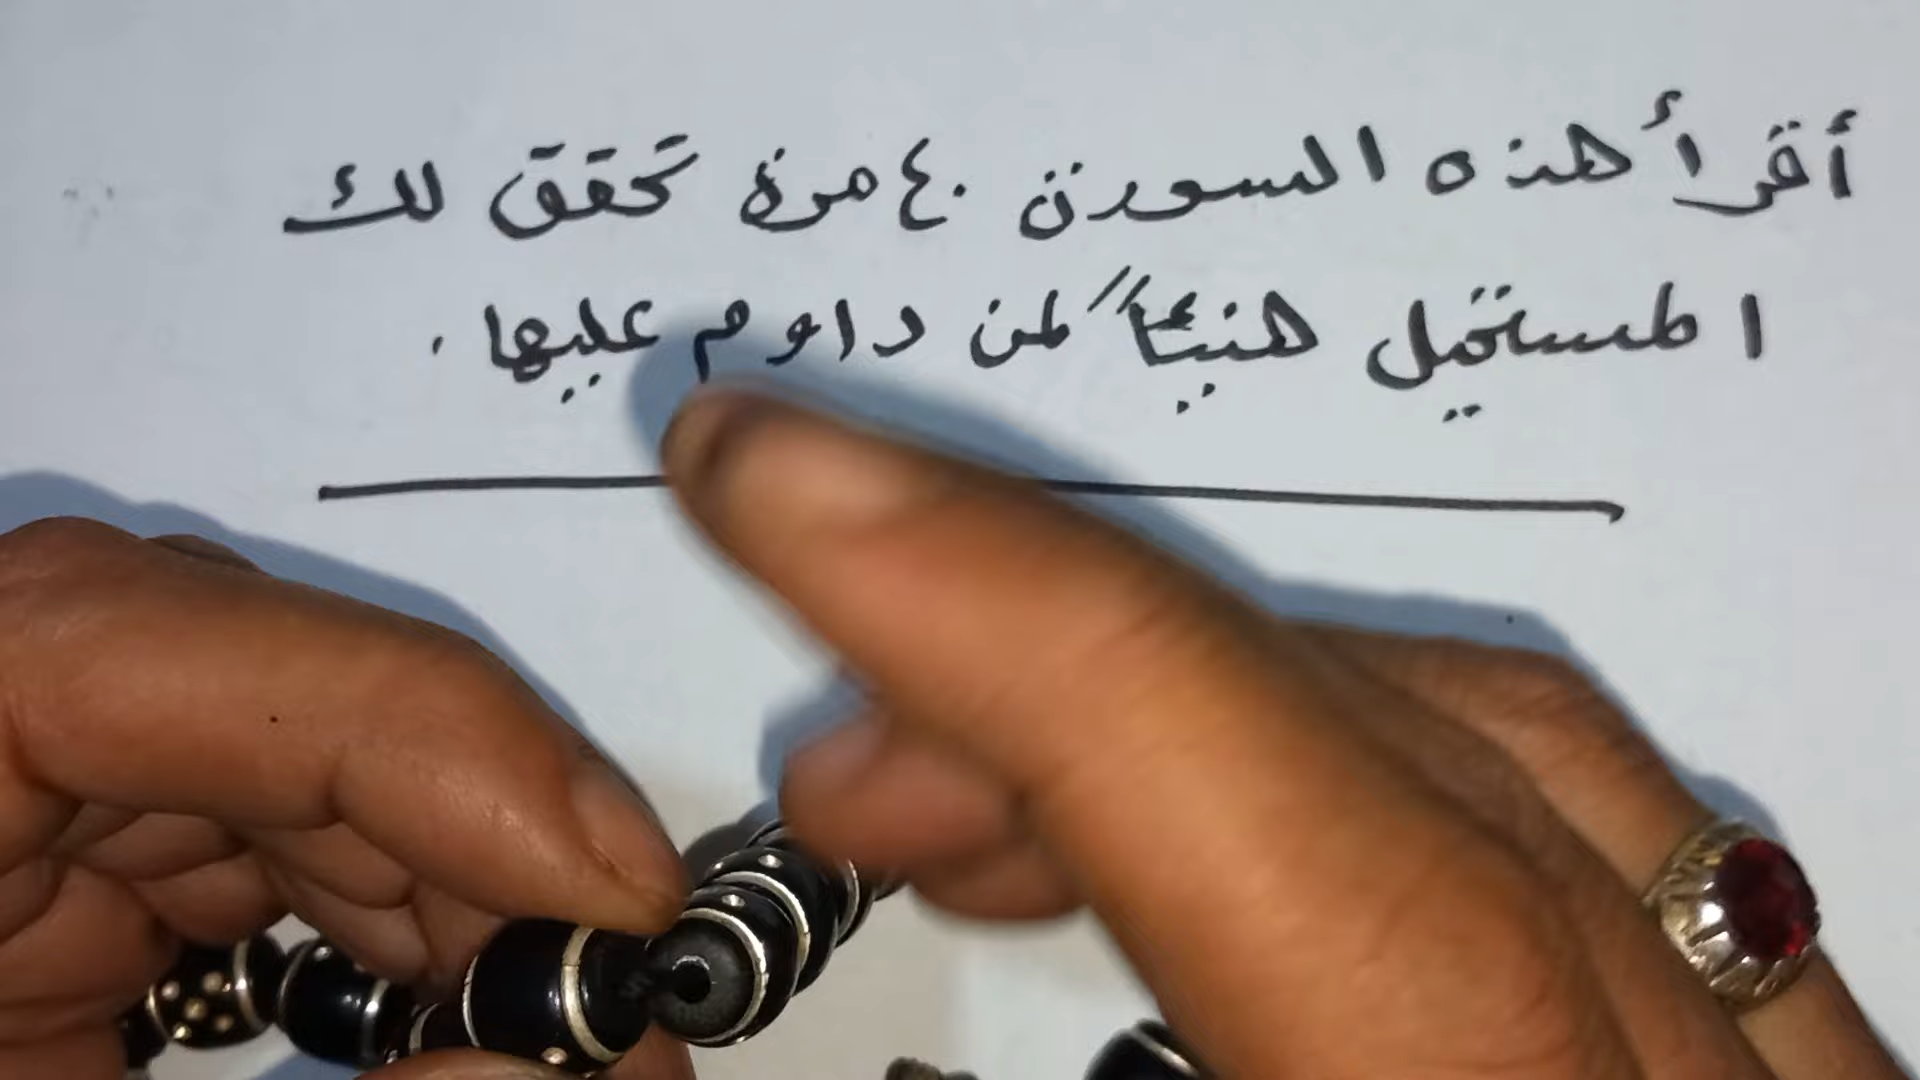 أقرأ هذه السورة ٤٠ مرة تحقق لك
المستحيل هنيئاً لمن داوم عليها.